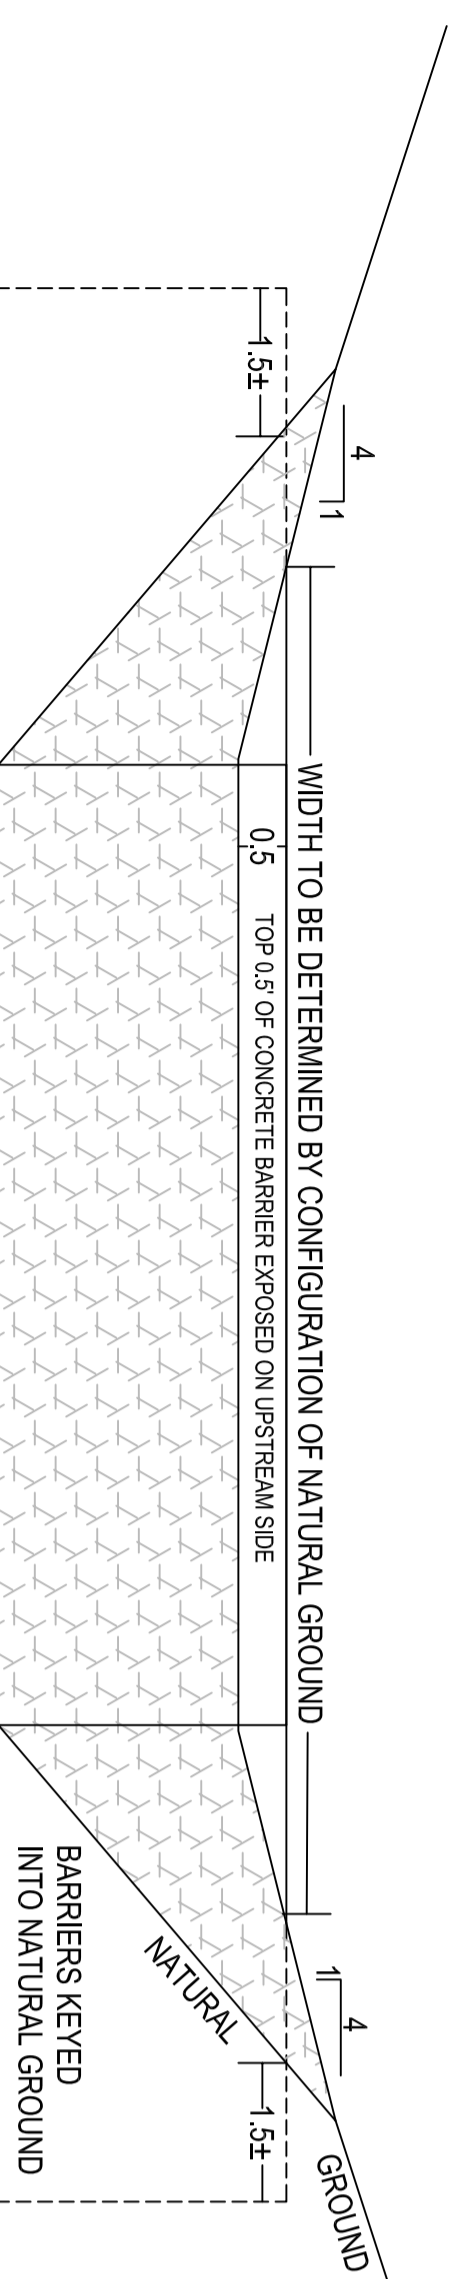 WIDTH TO BE DETERMINED BY CONFIGURATION OF NATURAL GROUND
4
1
1
4
1.5±
0.5
TOP 0.5' OF CONCRETE BARRIER EXPOSED ON UPSTREAM SIDE
1.5±
NATURAL
GROUND
BARRIERS KEYED
INTO NATURAL GROUND